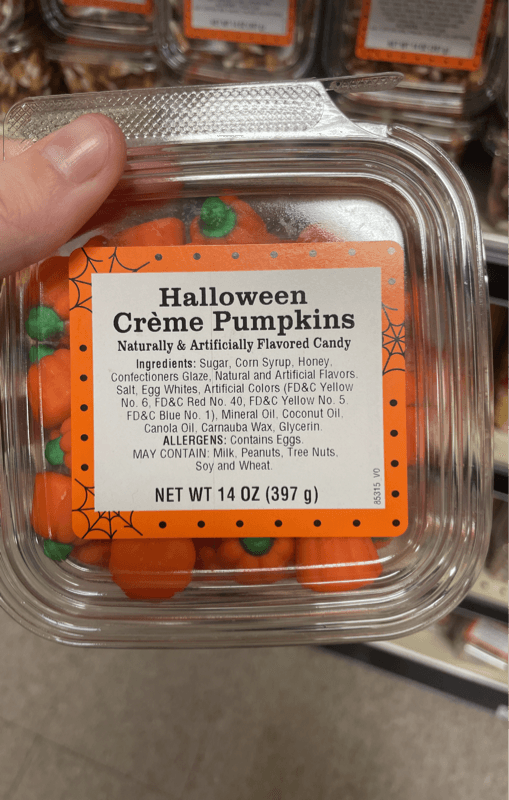 Halloween
Crème Pumpkins
Naturally & Artificially Flavored Candy
Ingredients: Sugar, Corn Syrup, Honey,
Confectioners Glaze, Natural and Artificial Flavors.
Salt, Egg Whites, Artificial Colors (FD&C Yellow
No. 6, FD&C Red No. 40, FD&C Yellow No. 5.
FD&C Blue No. 1), Mineral Oil, Coconut Oil,
Canola Oil, Carnauba Wax, Glycerin.
ALLERGENS: Contains Eggs.
MAY CONTAIN: Milk, Peanuts, Tree Nuts.
Soy and Wheat.
NET WT 14 OZ (397 g)
85315 V0